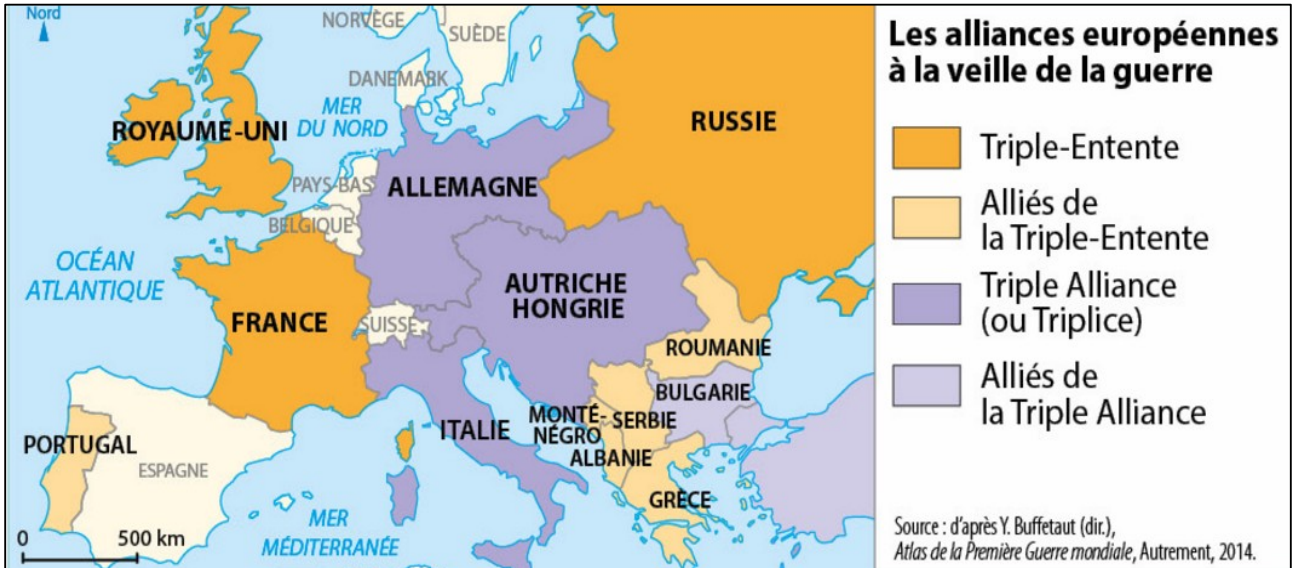 Nord
NORVÈGE
SUÈDE
DANEMARK
MER
DU NORD
ROYAUME-UNI
RUSSIE
PAYS-BAS
ALLEMAGNE
BELGIQUE
OCÉAN
ATLANTIQUE
AUTRICHE
HONGRIE
FRANCE
SUISSE
ROUMANIE
BULGARIE
MONTÉ-
NÉGRO
SERBIE
ITALIE
ALBANIE
PORTUGAL
ESPAGNE
GRÈCE
MER
MÉDITERRANÉE
0 500 km
Les alliances européennes
à la veille de la guerre
Triple-Entente
Alliés de
la Triple-Entente
Triple Alliance
(ou Triplice)
Alliés de
la Triple Alliance
Source : d'après Y. Buffetaut (dir.),
Atlas de la Première Guerre mondiale, Autrement, 2014.